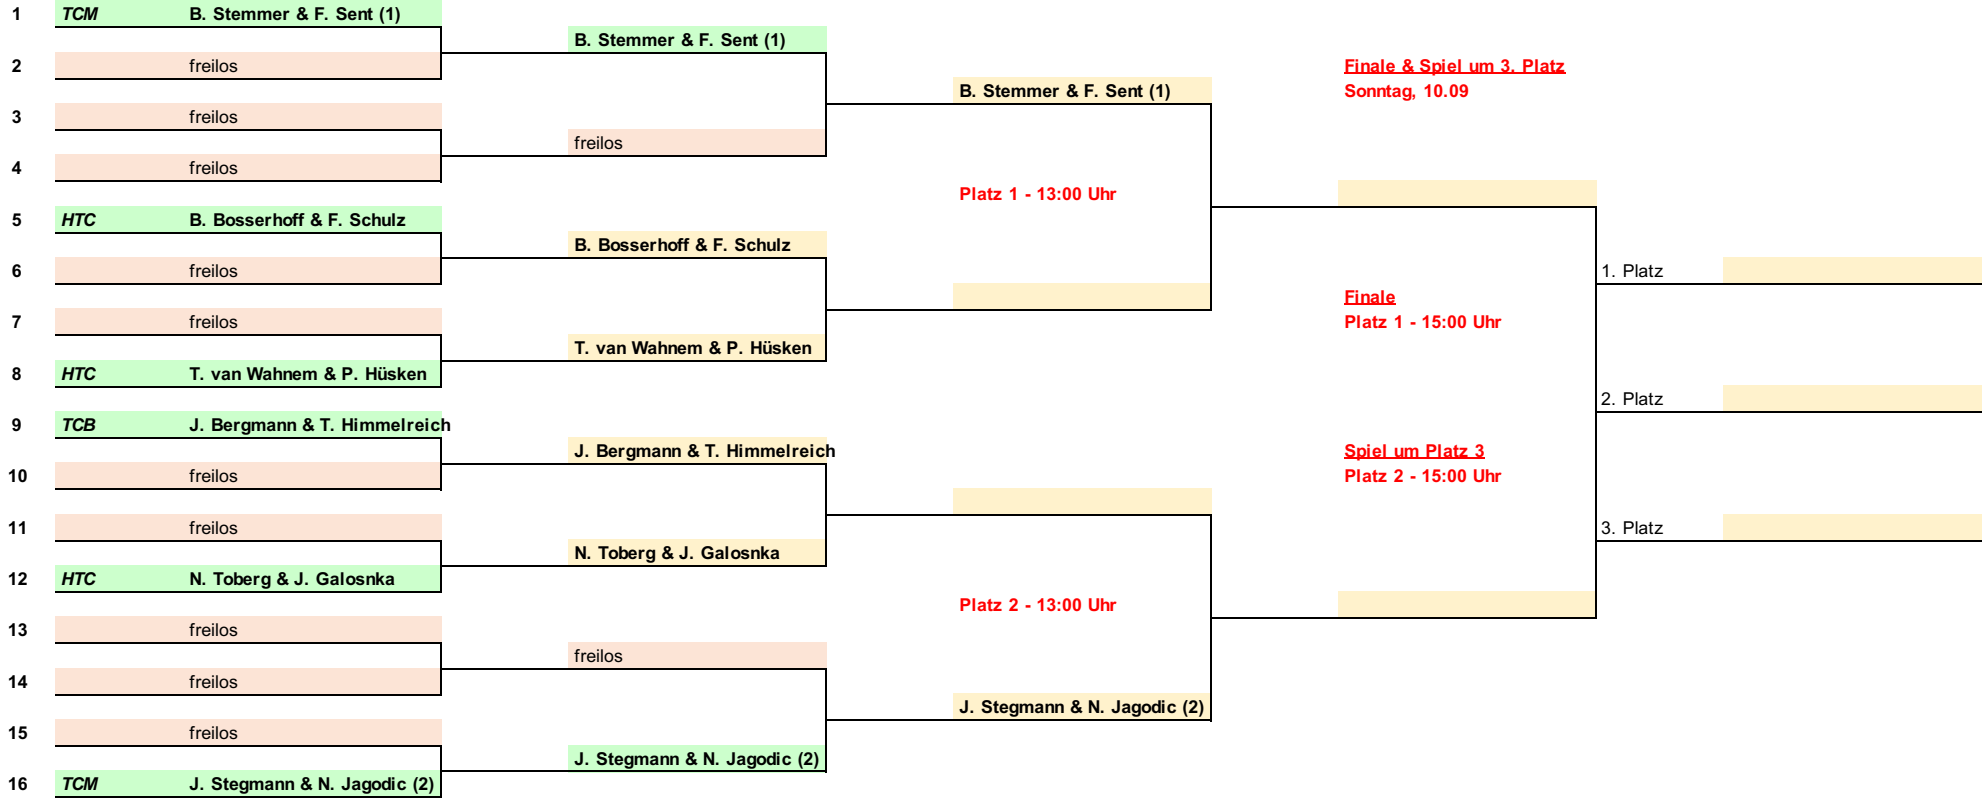 1 TCM B. Stemmer & F. Sent (1)
B. Stemmer & F. Sent (1)
2 freilos
Finale & Spiel um 3. Platz
B. Stemmer & F. Sent (1)
Sonntag, 10.09
3 freilos
freilos
4 freilos
Platz 1 - 13:00 Uhr
5 HTC B. Bosserhoff & F. Schulz
B. Bosserhoff & F. Schulz
6 freilos
1. Platz
Finale
7 freilos
Platz 1 - 15:00 Uhr
T. van Wahnem & P. Hüsken
8 HTC T. van Wahnem & P. Hüsken
2. Platz
9 TCB J. Bergmann & T. Himmelreich
J. Bergmann & T. Himmelreich
Spiel um Platz 3
10 freilos
Platz 2 - 15:00 Uhr
11 freilos
3. Platz
N. Toberg & J. Galosnka
12 HTC N. Toberg & J. Galosnka
Platz 2 - 13:00 Uhr
13 freilos
freilos
14 freilos
J. Stegmann & N. Jagodic (2)
15 freilos
J. Stegmann & N. Jagodic (2)
16 TCM J. Stegmann & N. Jagodic (2)